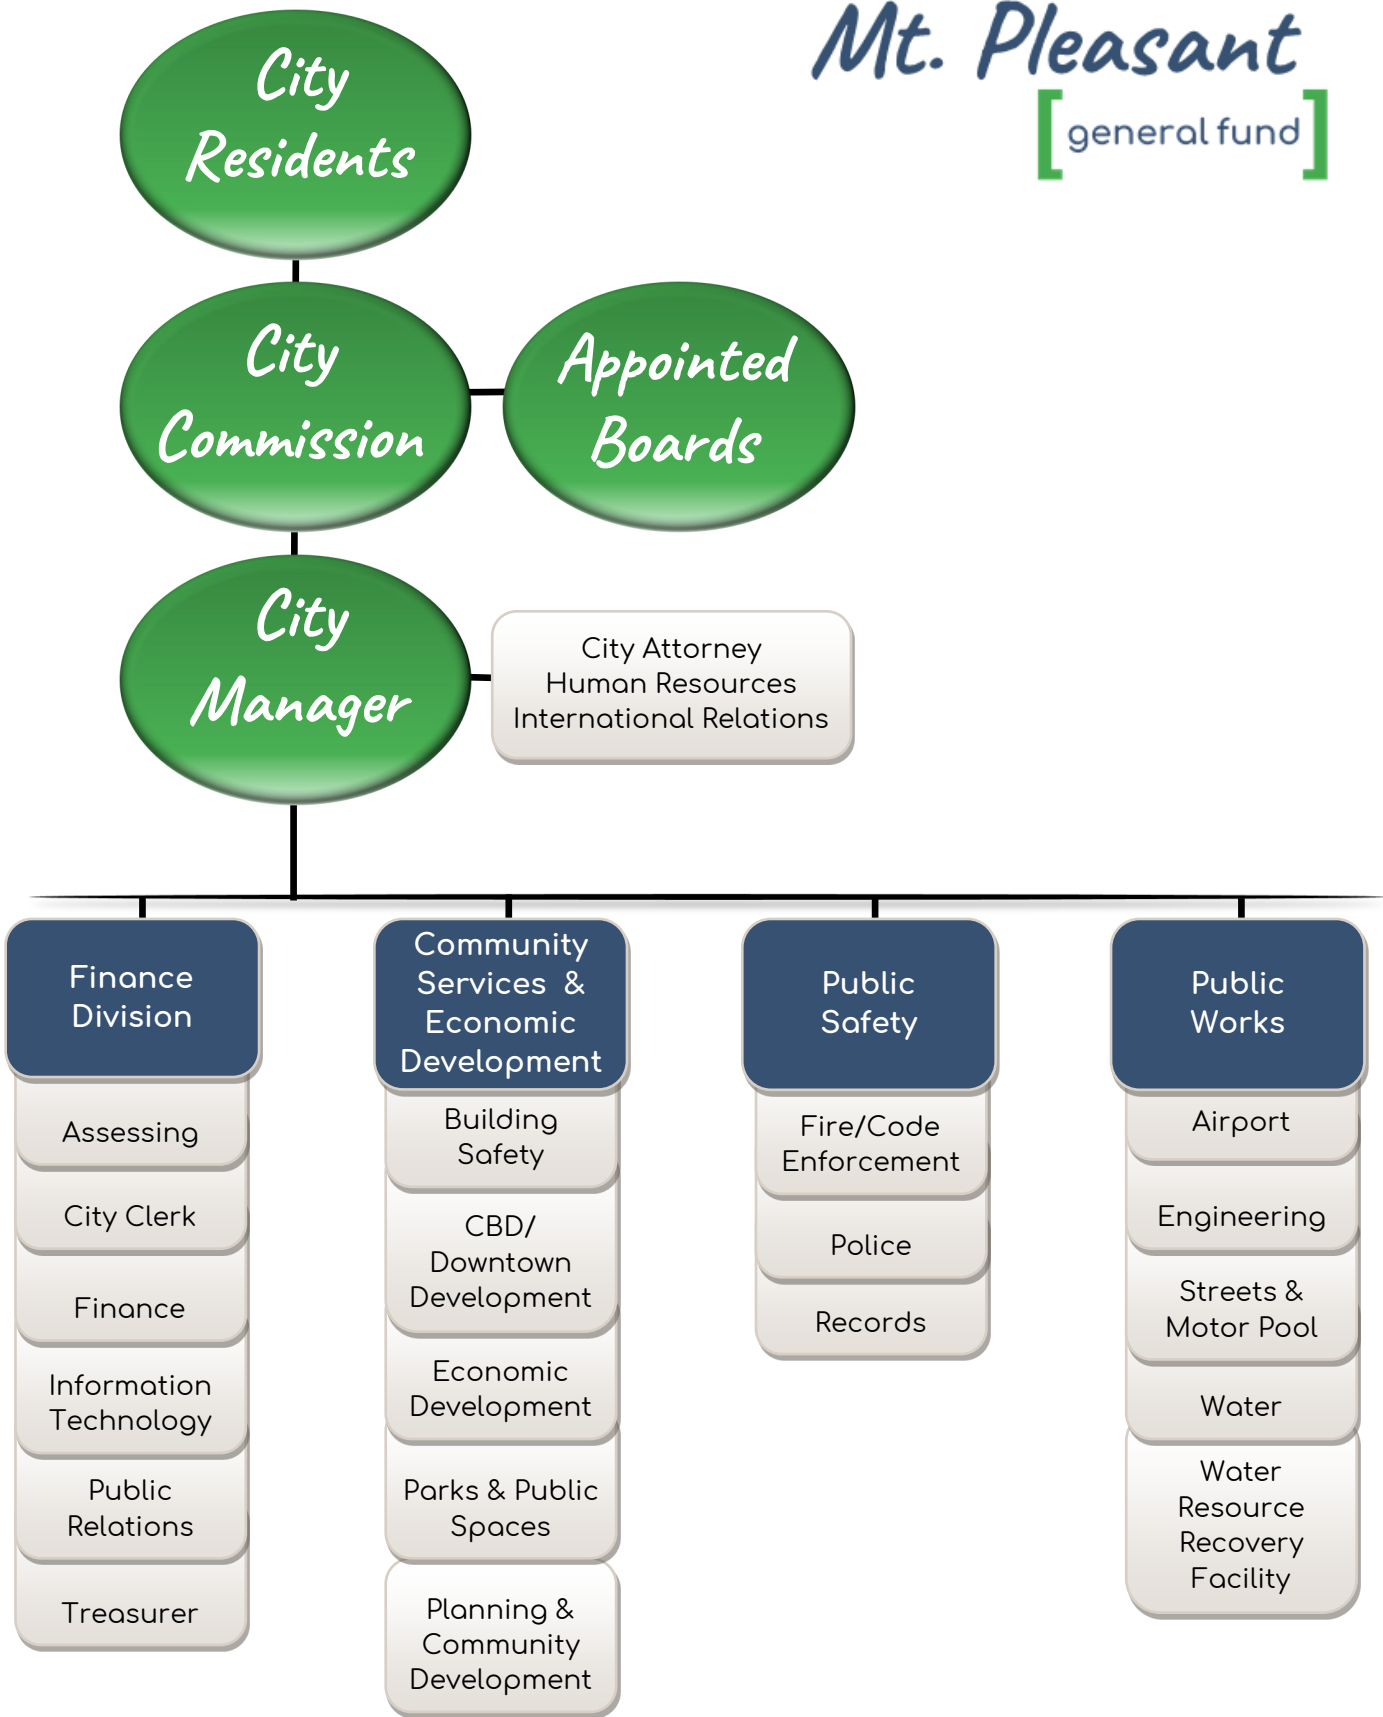 Mt. Pleasant
[general fund]
City
Residents
City
Commission
Appointed
Boards
City
Manager
City Attorney
Human Resources
International Relations
Finance
Division
Assessing
City Clerk
Finance
Information
Technology
Public
Relations
Treasurer
Community
Services &
Economic
Development
Building
Safety
CBD/
Downtown
Development
Economic
Development
Parks & Public
Spaces
Planning &
Community
Development
Public
Safety
Fire/Code
Enforcement
Police
Records
Public
Works
Airport
Engineering
Streets &
Motor Pool
Water
Water
Resource
Recovery
Facility